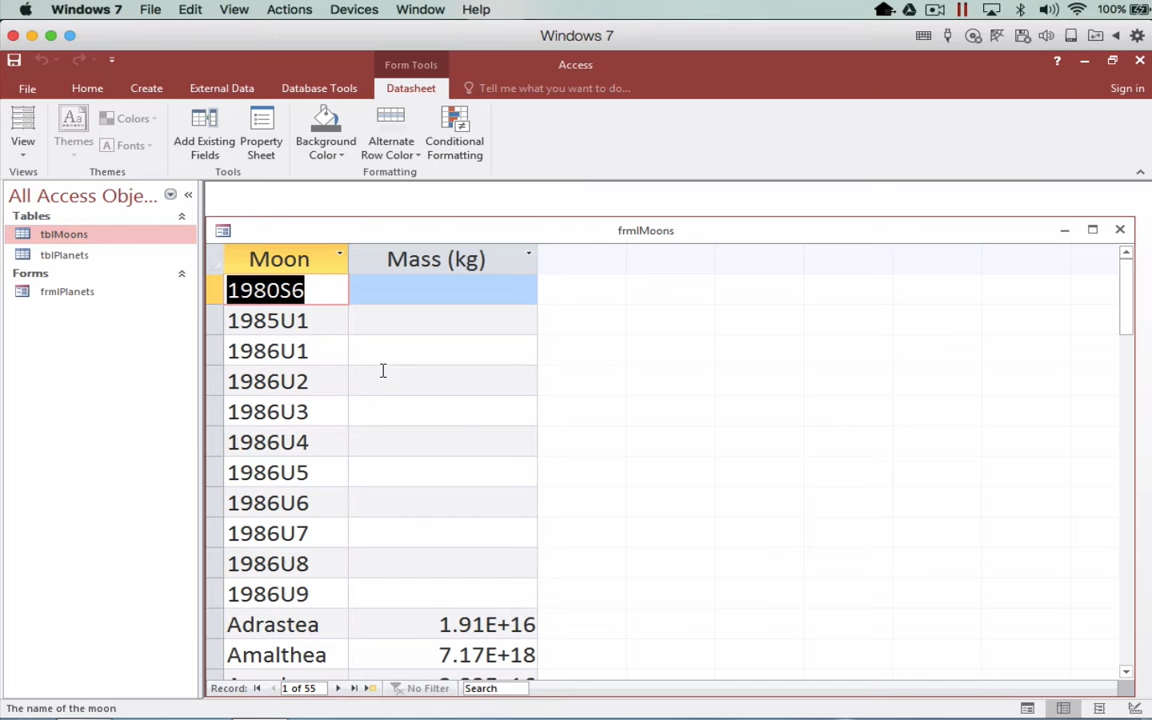 Windows 7 File Edit View Actions Devices Window Help 100%
Windows 7
Form Tools Access
File Home Create External Data Database Tools Datasheet Tell me what you want to do... Sign in
View Themes Colors Fonts Add Existing Fields Property Sheet Background Color Alternate Row Color Conditional Formatting
Views Themes Tools Formatting
All Access Obje...
Tables
tblMoons
tblPlanets
Forms
frmlPlanets
frmlMoons
Moon Mass (kg)
1980S6
1985U1
1986U1
1986U2
1986U3
1986U4
1986U5
1986U6
1986U7
1986U8
1986U9
Adrastea 1.91E+16
Amalthea 7.17E+18
Record: 1 of 55 No Filter Search
The name of the moon